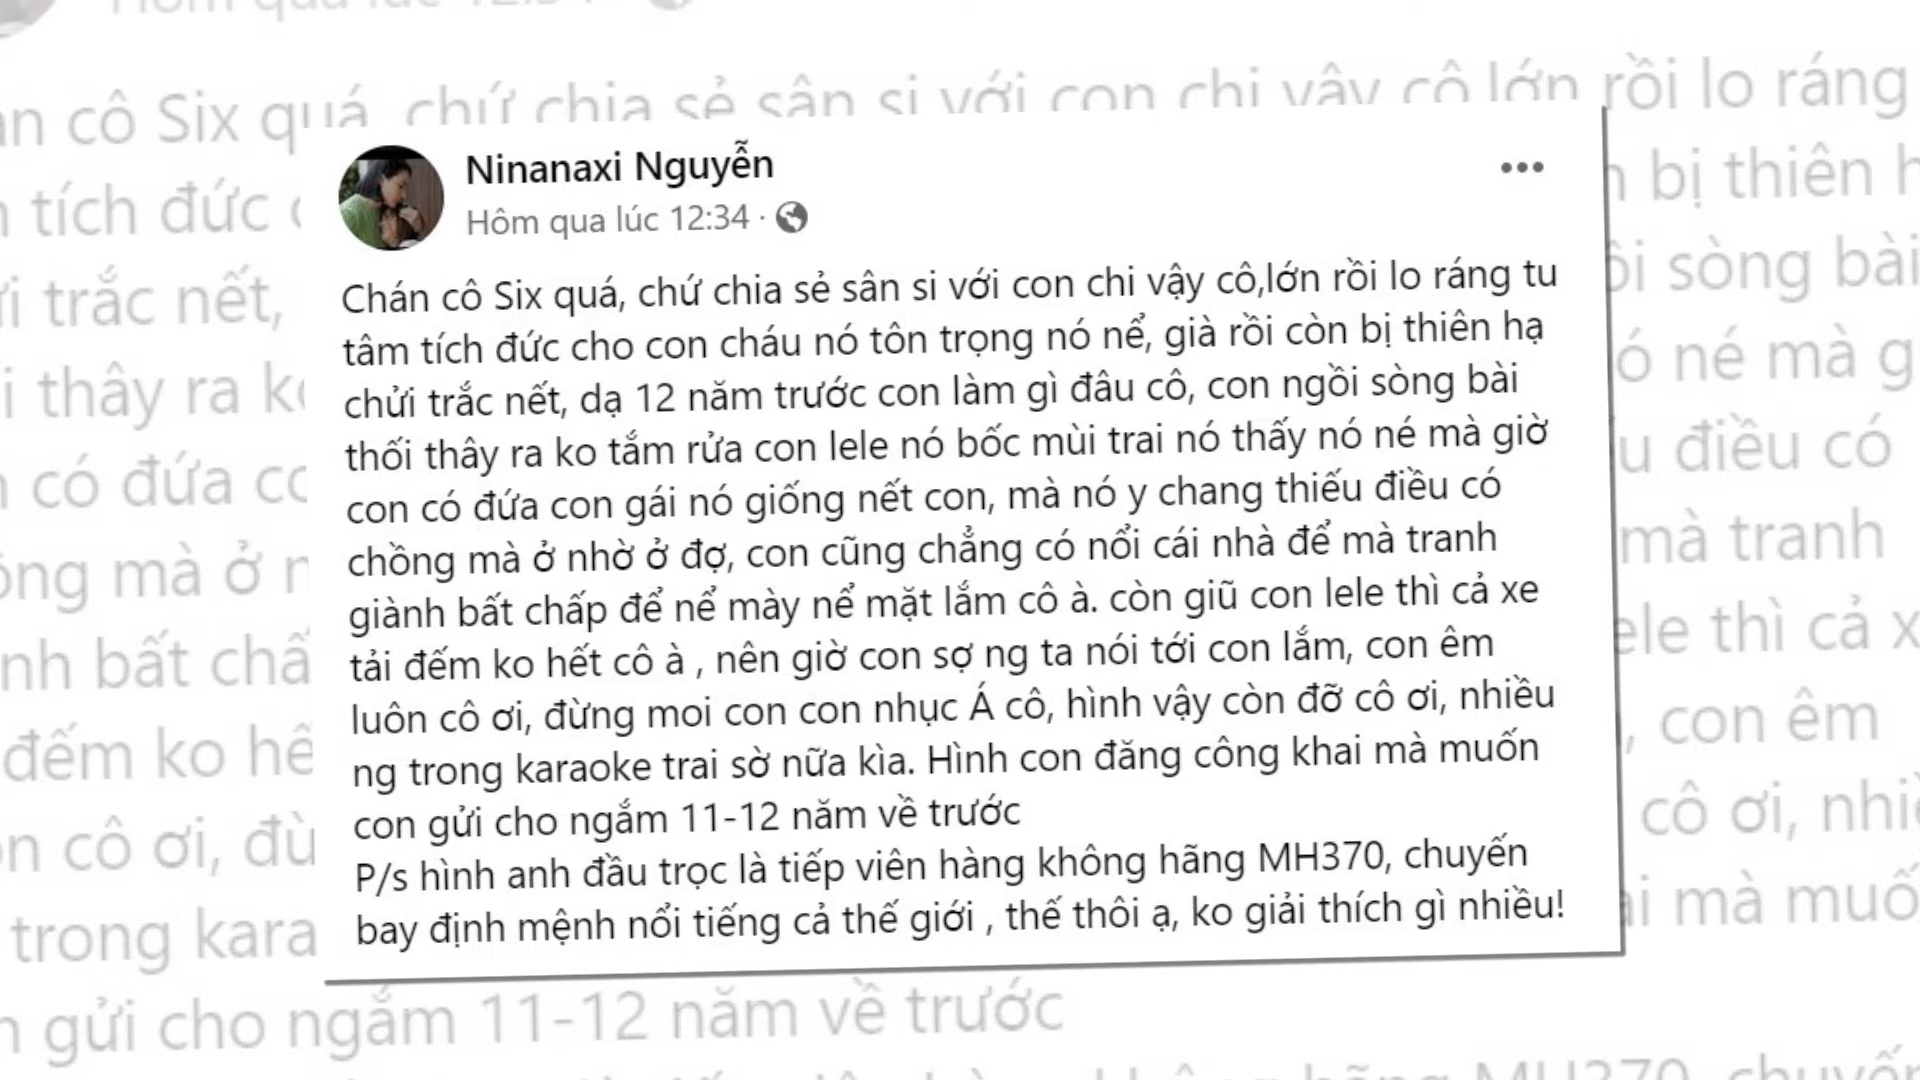 Ninanaxi Nguyễn
Hôm qua lúc 12:34 ·
Chán cô Six quá, chứ chia sẻ sân si với con chi vậy cô,lớn rồi lo ráng tu
tâm tích đức cho con cháu nó tôn trọng nó nể, già rồi còn bị thiên hạ
chửi trắc nết, dạ 12 năm trước con làm gì đâu cô, con ngồi sòng bài
thối thây ra ko tắm rửa con lele nó bốc mùi trai nó thấy nó né mà giờ
con có đứa con gái nó giống nết con, mà nó y chang thiếu điều có
chồng mà ở nhờ ở đợ, con cũng chẳng có nổi cái nhà để mà tranh
giành bất chấp để nể mày nể mặt lắm cô à. còn giũ con lele thì cả xe
tải đếm ko hết cô à , nên giờ con sợ ng ta nói tới con lắm, con êm
luôn cô ơi, đừng moi con con nhục Á cô, hình vậy còn đỡ cô ơi, nhiều
ng trong karaoke trai sờ nữa kìa. Hình con đăng công khai mà muốn
con gửi cho ngắm 11-12 năm về trước
P/s hình anh đầu trọc là tiếp viên hàng không hãng MH370, chuyến
bay định mệnh nổi tiếng cả thế giới , thế thôi ạ, ko giải thích gì nhiều!